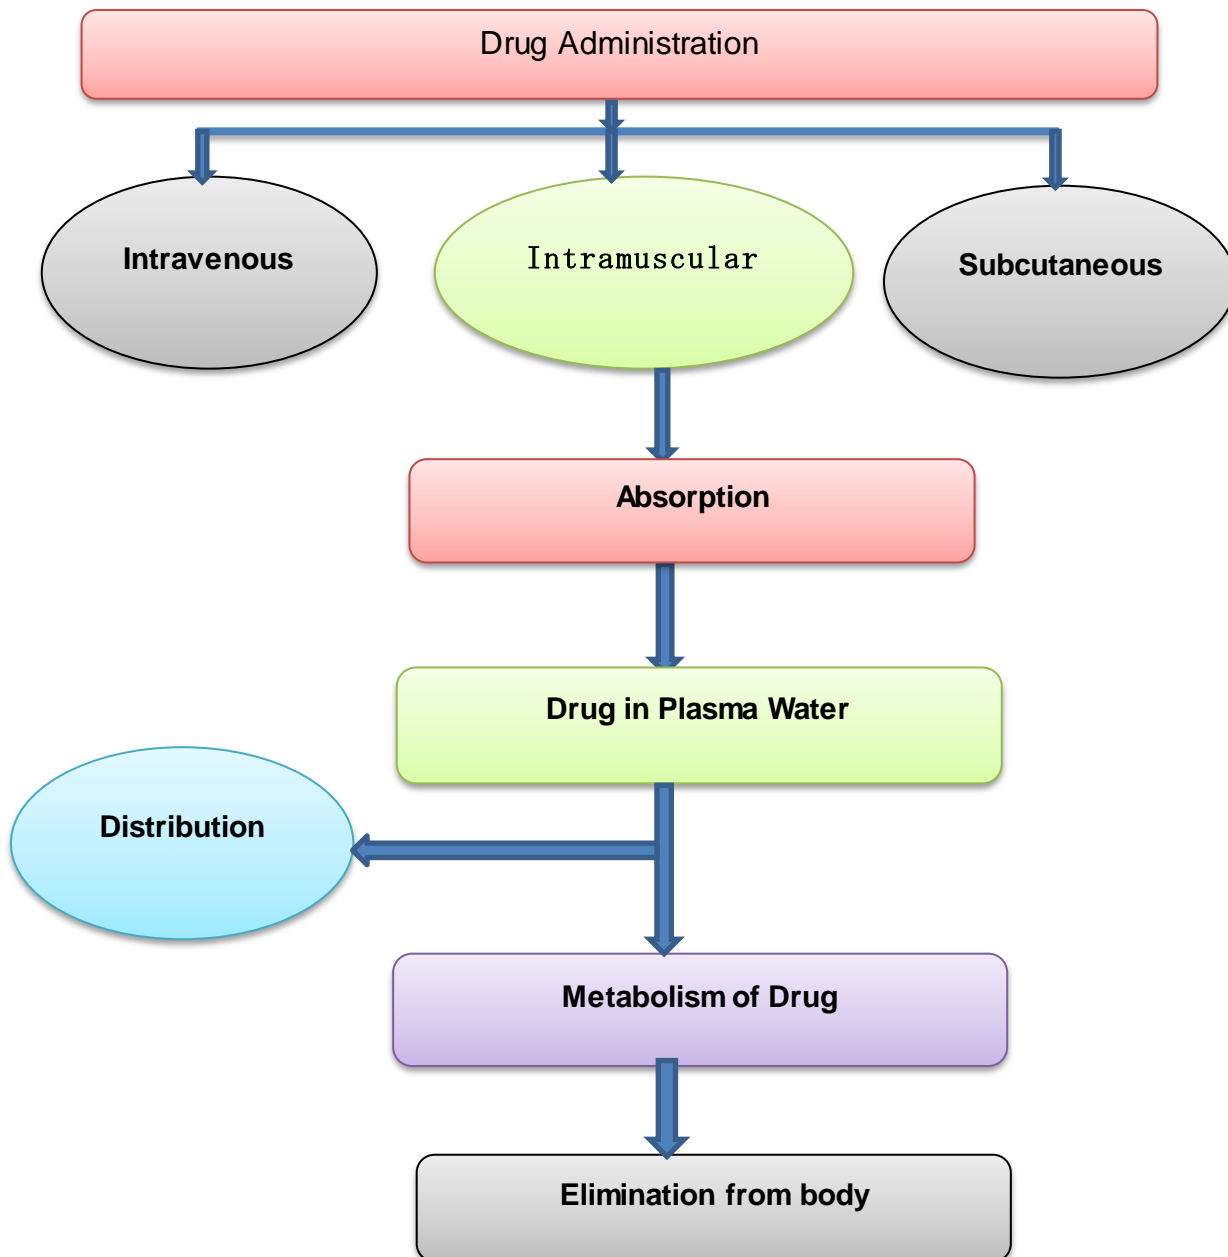 Drug Administration
Intravenous
Intramuscular
Subcutaneous
Absorption
Drug in Plasma Water
Distribution
Metabolism of Drug
Elimination from body